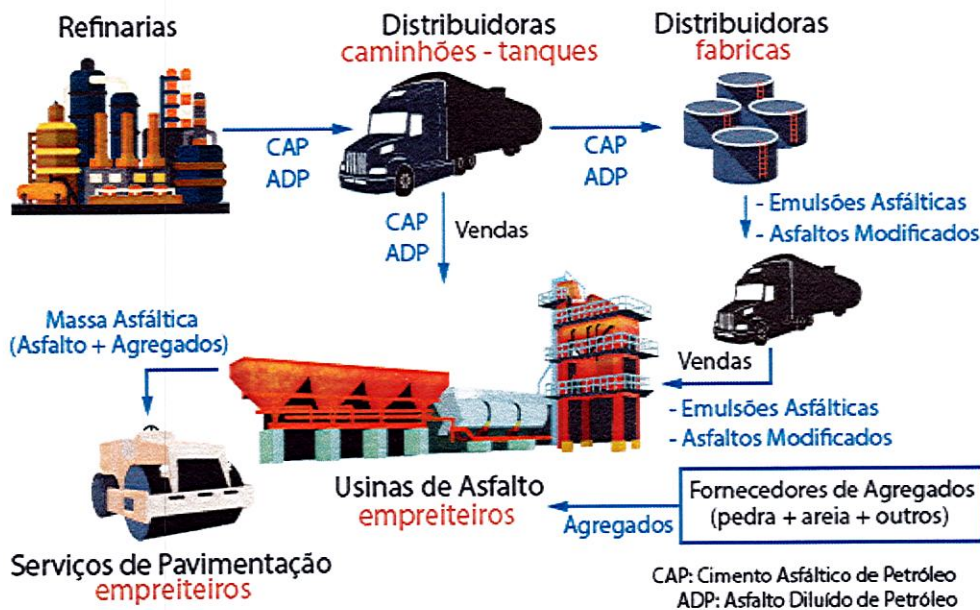 Refinarias
Distribuidoras
caminhões - tanques
Distribuidoras
fabricas
CAP
ADP
CAP
ADP
CAP
ADP
Vendas
- Emulsões Asfálticas
- Asfaltos Modificados
Massa Asfáltica
(Asfalto + Agregados)
Vendas
- Emulsões Asfálticas
- Asfaltos Modificados
Usinas de Asfalto
empreiteiros
Agregados
Fornecedores de Agregados
(pedra + areia + outros)
Serviços de Pavimentação
empreiteiros
CAP: Cimento Asfáltico de Petróleo
ADP: Asfalto Diluído de Petróleo